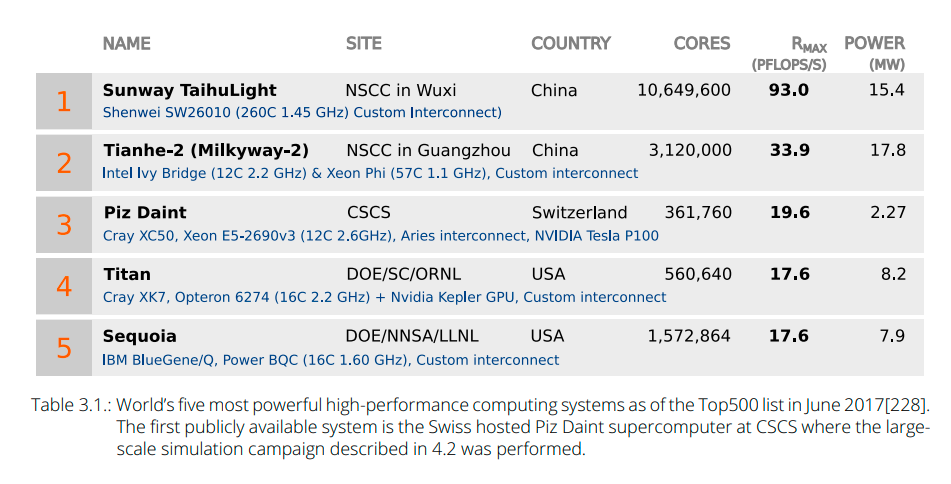 NAME SITE COUNTRY CORES RMAX POWER
(PFLOPS/S) (MW)
1 Sunway TaihuLight NSCC in Wuxi China 10,649,600 93.0 15.4
Shenwei SW26010 (260C 1.45 GHz) Custom Interconnect)
2 Tianhe-2 (Milkyway-2) NSCC in Guangzhou China 3,120,000 33.9 17.8
Intel Ivy Bridge (12C 2.2 GHz) & Xeon Phi (57C 1.1 GHz), Custom interconnect
3 Piz Daint CSCS Switzerland 361,760 19.6 2.27
Cray XC50, Xeon E5-2690v3 (12C 2.6GHz), Aries interconnect, NVIDIA Tesla P100
4 Titan DOE/SC/ORNL USA 560,640 17.6 8.2
Cray XK7, Opteron 6274 (16C 2.2 GHz) + Nvidia Kepler GPU, Custom interconnect
5 Sequoia DOE/NNSA/LLNL USA 1,572,864 17.6 7.9
IBM BlueGene/Q, Power BQC (16C 1.60 GHz), Custom interconnect
Table 3.1.: World’s five most powerful high-performance computing systems as of the Top500 list in June 2017[228].
The first publicly available system is the Swiss hosted Piz Daint supercomputer at CSCS where the large-
scale simulation campaign described in 4.2 was performed.